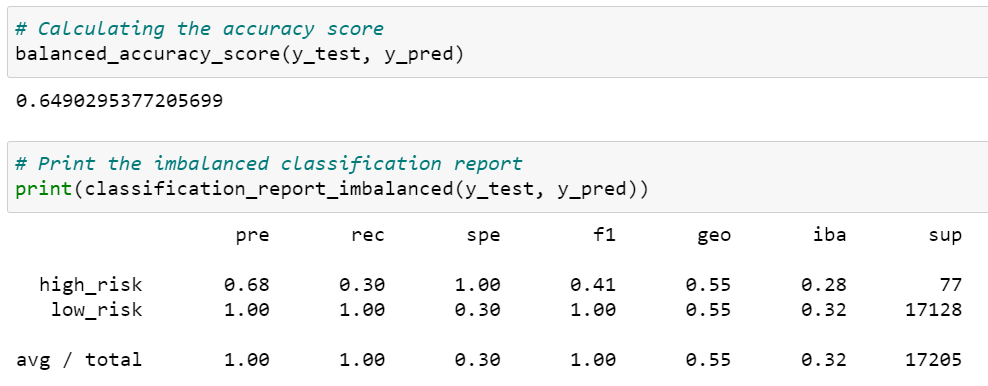 # Calculating the accuracy score
balanced_accuracy_score(y_test, y_pred)
0.6490295377205699
# Print the imbalanced classification report
print(classification_report_imbalanced(y_test, y_pred))
pre rec spe f1 geo iba sup
high_risk 0.68 0.30 1.00 0.41 0.55 0.28 77
low_risk 1.00 1.00 0.30 1.00 0.55 0.32 17128
avg / total 1.00 1.00 0.30 1.00 0.55 0.32 17205